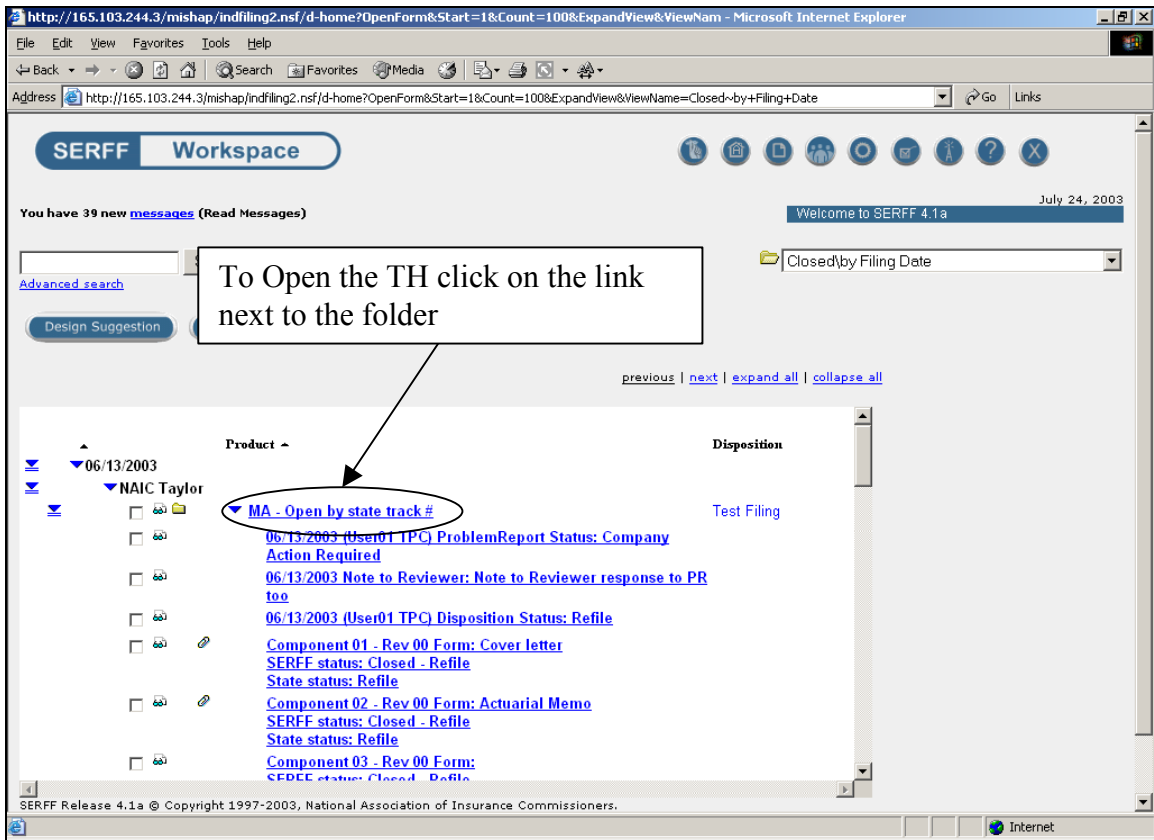 http://165.103.244.3/mishap/indfiling2.nsf/d-home?OpenForm&Start=1&Count=100&ExpandView&ViewNam - Microsoft Internet Explorer
File Edit View Favorites Tools Help
Back Search Favorites Media
Address http://165.103.244.3/mishap/indfiling2.nsf/d-home?OpenForm&Start=1&Count=100&ExpandView&ViewName=Closed~by+Filing+Date Go Links
SERFF Workspace
July 24, 2003
You have 39 new messages (Read Messages)
Welcome to SERFF 4.1a
Closed\by Filing Date
Advanced search
To Open the TH click on the link
next to the folder
Design Suggestion
previous | next | expand all | collapse all
Product Disposition
06/13/2003
NAIC Taylor
MA - Open by state track # Test Filing
06/13/2003 (User01 TPC) ProblemReport Status: Company
Action Required
06/13/2003 Note to Reviewer: Note to Reviewer response to PR
too
06/13/2003 (User01 TPC) Disposition Status: Refile
Component 01 - Rev 00 Form: Cover letter
SERFF status: Closed - Refile
State status: Refile
Component 02 - Rev 00 Form: Actuarial Memo
SERFF status: Closed - Refile
State status: Refile
Component 03 - Rev 00 Form:
SERFF status: Closed - Refile
SERFF Release 4.1a © Copyright 1997-2003, National Association of Insurance Commissioners.
Internet